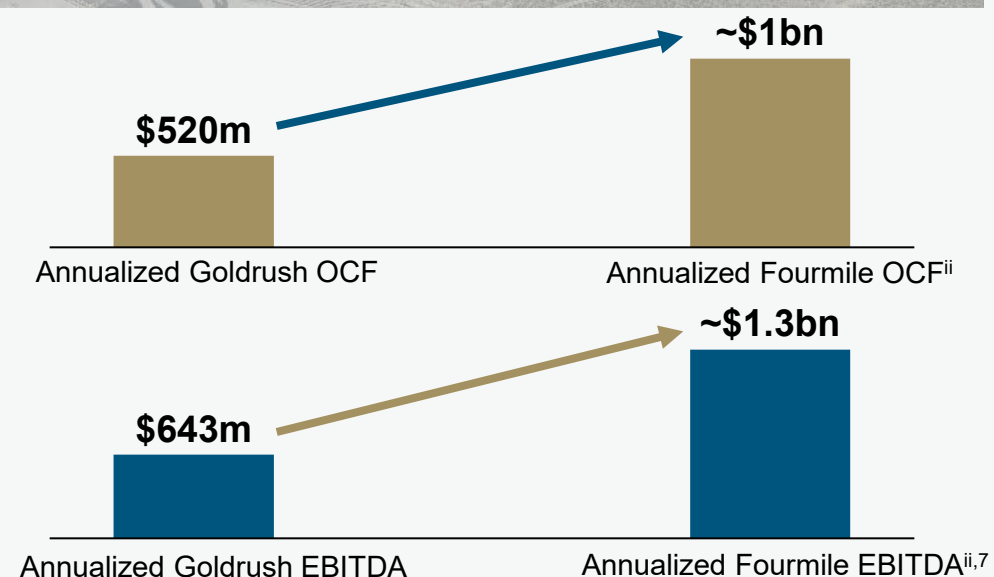 ~$1bn
$520m
Annualized Goldrush OCF
Annualized Fourmile OCFⁱⁱ
~$1.3bn
$643m
Annualized Goldrush EBITDA
Annualized Fourmile EBITDAⁱⁱ,⁷